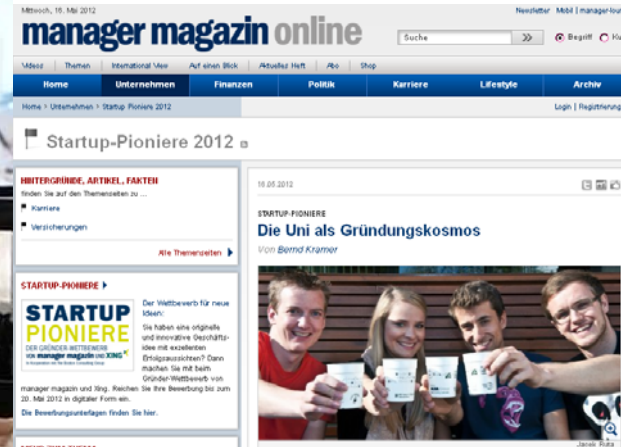 Mittwoch, 16. Mai 2012
Newsletter Mobil | manager-lou
manager magazin online
Suche
Begriff
Videos | Themen | International View | Auf einen Blick | Aktuelles Heft | Abo | Shop
Home Unternehmen Finanzen Politik Karriere Lifestyle Archiv
Home > Unternehmen > Startup Pioniere 2012
Login | Registrierung
Startup-Pioniere 2012
HINTERGRÜNDE, ARTIKEL, FAKTEN
finden Sie auf den Themenseiten zu ...
Karriere
Versicherungen
Alle Themenseiten
STARTUP-PIONIERE
STARTUP
PIONIERE
DER GRÜNDER-WETTBEWERB
VON manager magazin UND XING
Der Wettbewerb für neue
Ideen:
Sie haben eine originelle
und innovative Geschäfts-
idee mit exzellenten
Erfolgsaussichten? Dann
machen Sie mit beim
Gründer-Wettbewerb von
manager magazin und Xing. Reichen Sie Ihre Bewerbung bis zum
20. Mai 2012 in digitaler Form ein.
Die Bewerbungsunterlagen finden Sie hier.
16.05.2012
STARTUP-PIONIERE
Die Uni als Gründungskosmos
Von Bernd Kramer